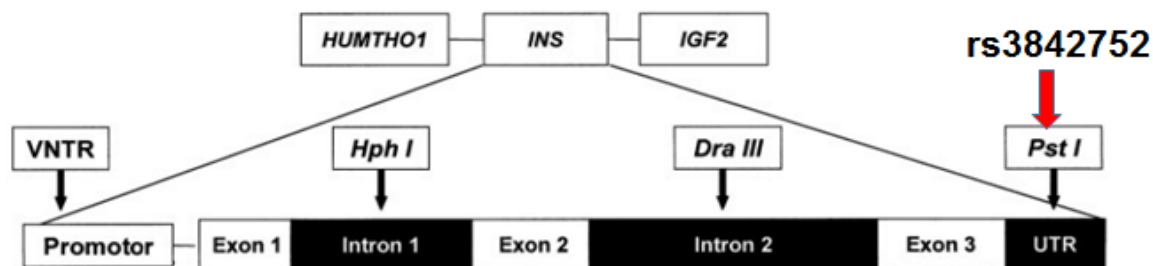 HUMTHO1 INS IGF2
rs3842752
VNTR Hph I Dra III Pst I
Promotor Exon 1 Intron 1 Exon 2 Intron 2 Exon 3 UTR